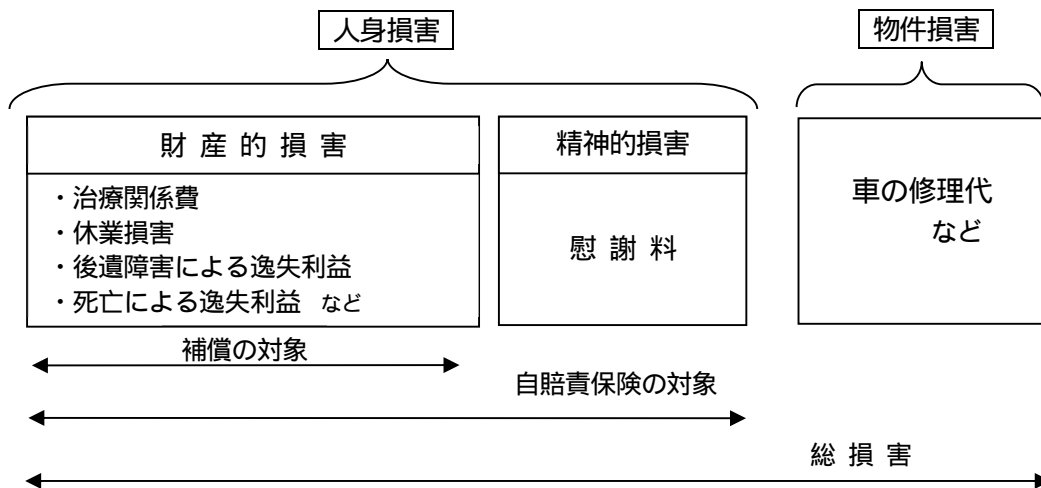 人身損害
物件損害
財産的損害
精神的損害
・治療関係費
・休業損害
・後遺障害による逸失利益
・死亡による逸失利益 など
慰謝料
車の修理代
など
補償の対象
自賠責保険の対象
総損害